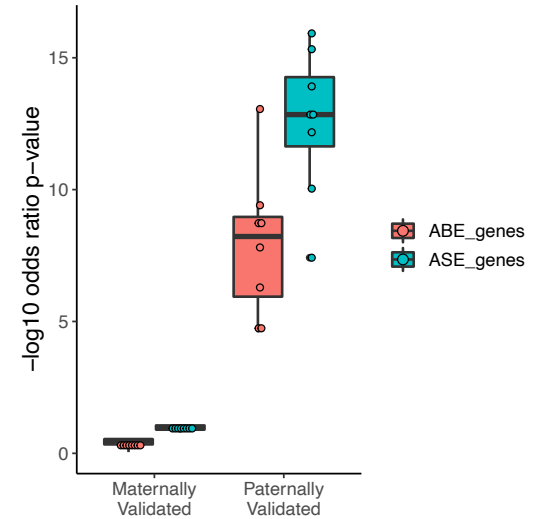 15
10
5
0
−log10 odds ratio p−value
Maternally
Validated
Paternally
Validated
ABE_genes
ASE_genes